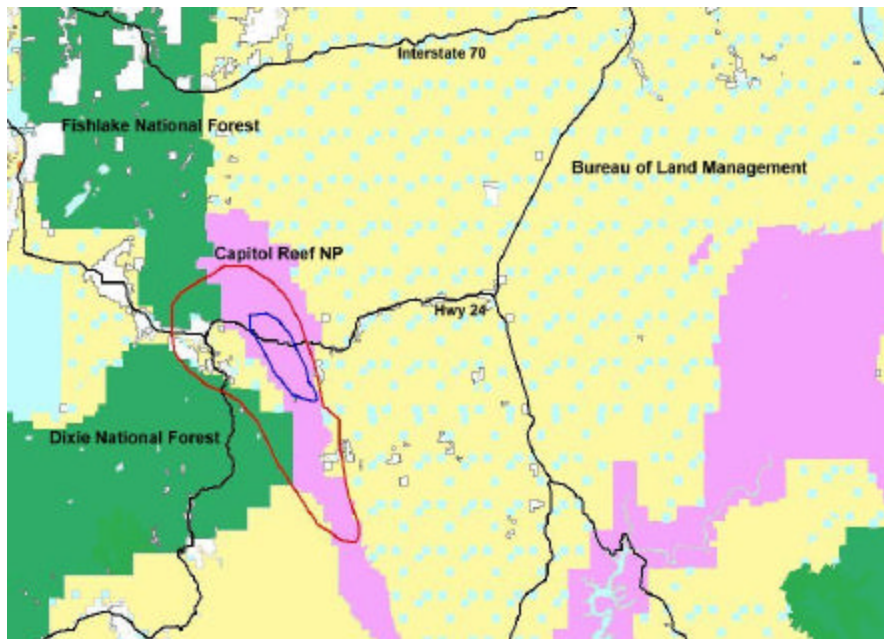 Interstate 70
Fishlake National Forest
Bureau of Land Management
Capitol Reef NP
Hwy 24
Dixie National Forest